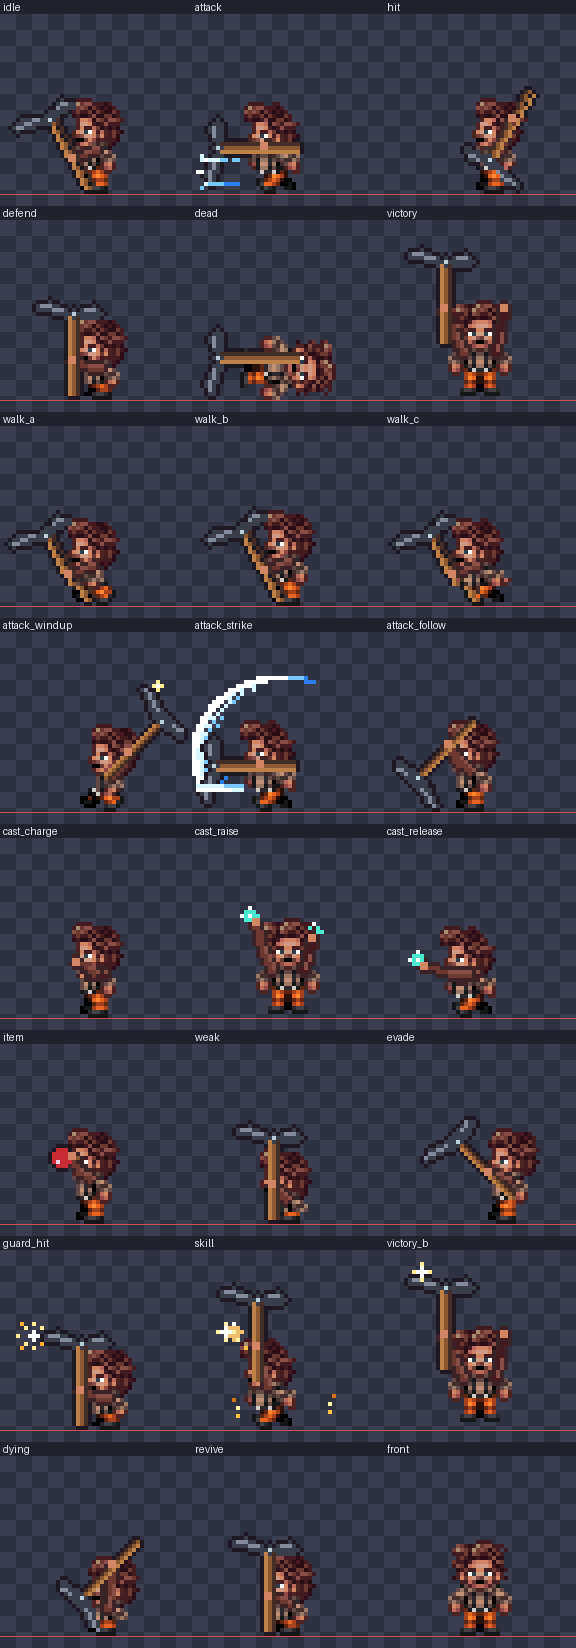 idle attack hit
defend dead victory
walk_a walk_b walk_c
attack_windup attack_strike attack_follow
cast_charge cast_raise cast_release
item weak evade
guard_hit skill victory_b
dying revive front